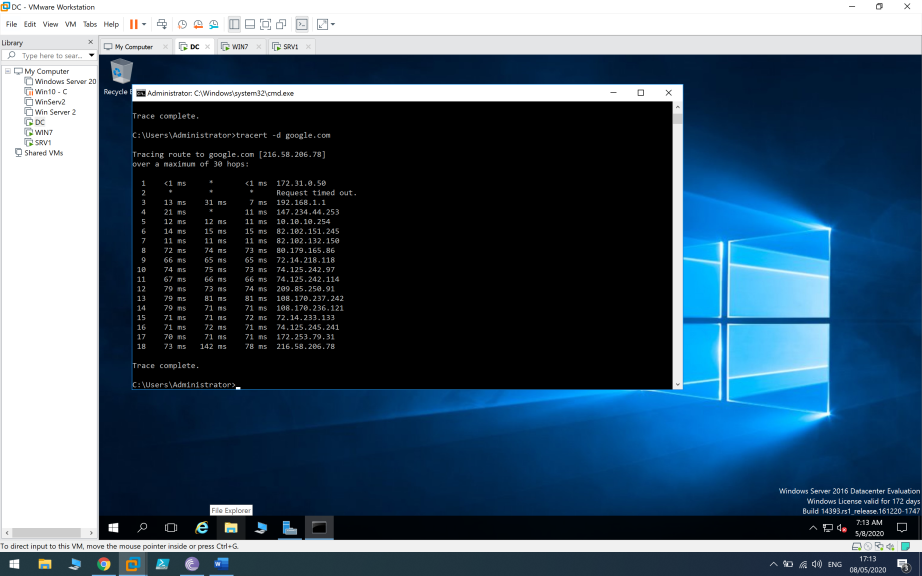 DC - VMware Workstation
File Edit View VM Tabs Help
Library
Type here to sear...
My Computer
Windows Server 20
Win10 - C
WinServ2
Win Server 2
DC
WIN7
SRV1
Shared VMs
My Computer DC WIN7 SRV1
Recycle
Administrator: C:\Windows\system32\cmd.exe
Trace complete.
C:\Users\Administrator>tracert -d google.com
Tracing route to google.com [216.58.206.78]
over a maximum of 30 hops:
1 <1 ms * <1 ms 172.31.0.50
2 * * * Request timed out.
3 13 ms 31 ms 7 ms 192.168.1.1
4 21 ms * 11 ms 147.234.44.253
5 12 ms 12 ms 11 ms 10.10.10.254
6 14 ms 15 ms 15 ms 82.102.151.245
7 11 ms 11 ms 11 ms 82.102.132.150
8 72 ms 74 ms 73 ms 80.179.165.86
9 66 ms 65 ms 65 ms 72.14.218.118
10 74 ms 75 ms 73 ms 74.125.242.97
11 67 ms 66 ms 66 ms 74.125.242.114
12 79 ms 73 ms 74 ms 209.85.250.91
13 79 ms 81 ms 81 ms 108.170.237.242
14 79 ms 71 ms 71 ms 108.170.236.121
15 71 ms 71 ms 72 ms 72.14.233.133
16 71 ms 72 ms 71 ms 74.125.245.241
17 70 ms 71 ms 71 ms 172.253.79.31
18 73 ms 142 ms 78 ms 216.58.206.78
Trace complete.
C:\Users\Administrator>
Windows Server 2016 Datacenter Evaluation
Windows License valid for 172 days
Build 14393.rs1_release.161220-1747
File Explorer
7:13 AM
5/8/2020
To direct input to this VM, move the mouse pointer inside or press Ctrl+G.
ENG
17:13
08/05/2020
3